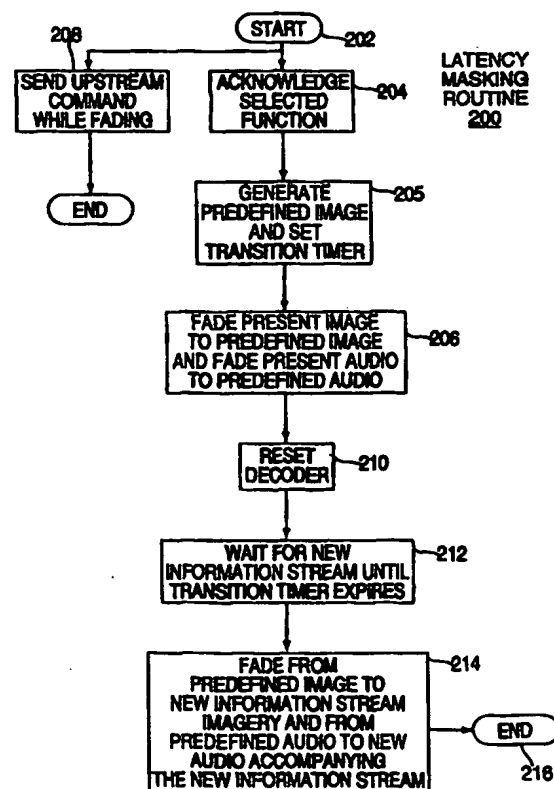 208
START
202
LATENCY
MASKING
ROUTINE
200
SEND UPSTREAM
COMMAND
WHILE FADING
ACKNOWLEDGE
SELECTED
FUNCTION
204
END
GENERATE
PREDEFINED IMAGE
AND SET
TRANSITION TIMER
205
FADE PRESENT IMAGE
TO PREDEFINED IMAGE
AND FADE PRESENT AUDIO
TO PREDEFINED AUDIO
206
RESET
DECODER
210
WAIT FOR NEW
INFORMATION STREAM UNTIL
TRANSITION TIMER EXPIRES
212
FADE FROM
PREDEFINED IMAGE TO
NEW INFORMATION STREAM
IMAGERY AND FROM
PREDEFINED AUDIO TO NEW
AUDIO ACCOMPANYING
THE NEW INFORMATION STREAM
214
END
216